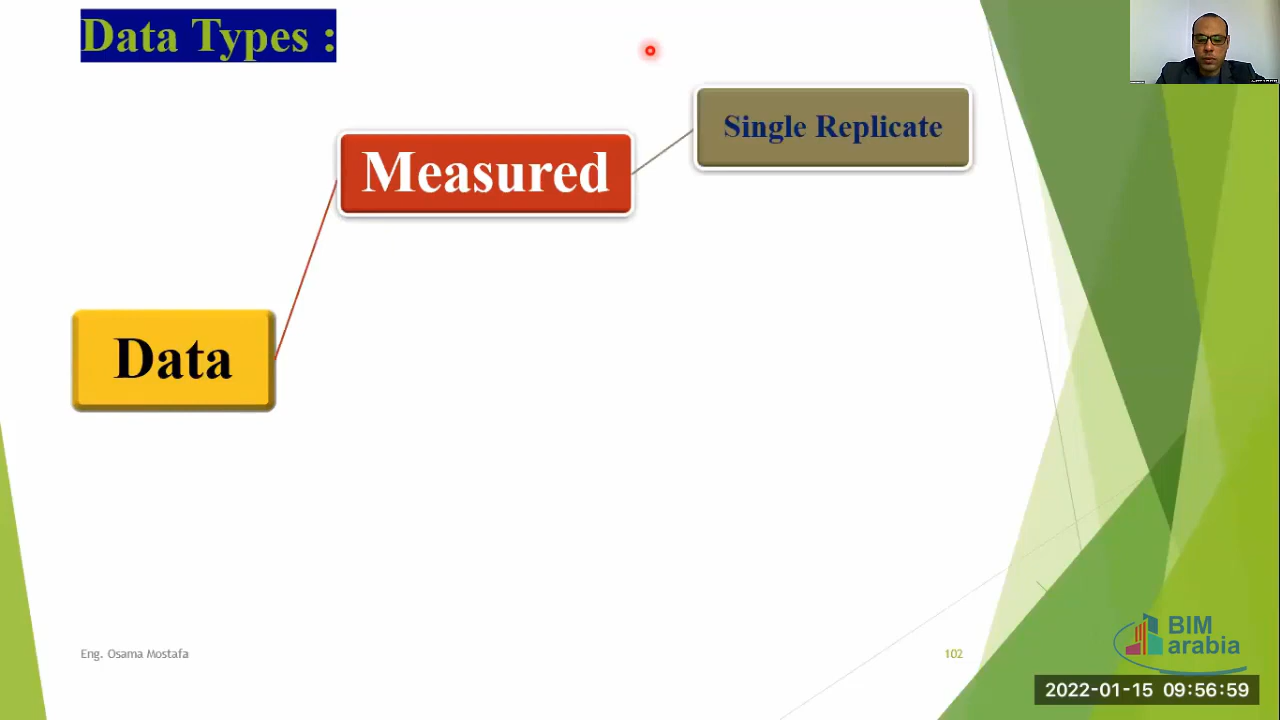 Data Types :
Single Replicate
Measured
Data
Eng. Osama Mostafa
102
BIM
arabia
2022-01-15 09:56:59